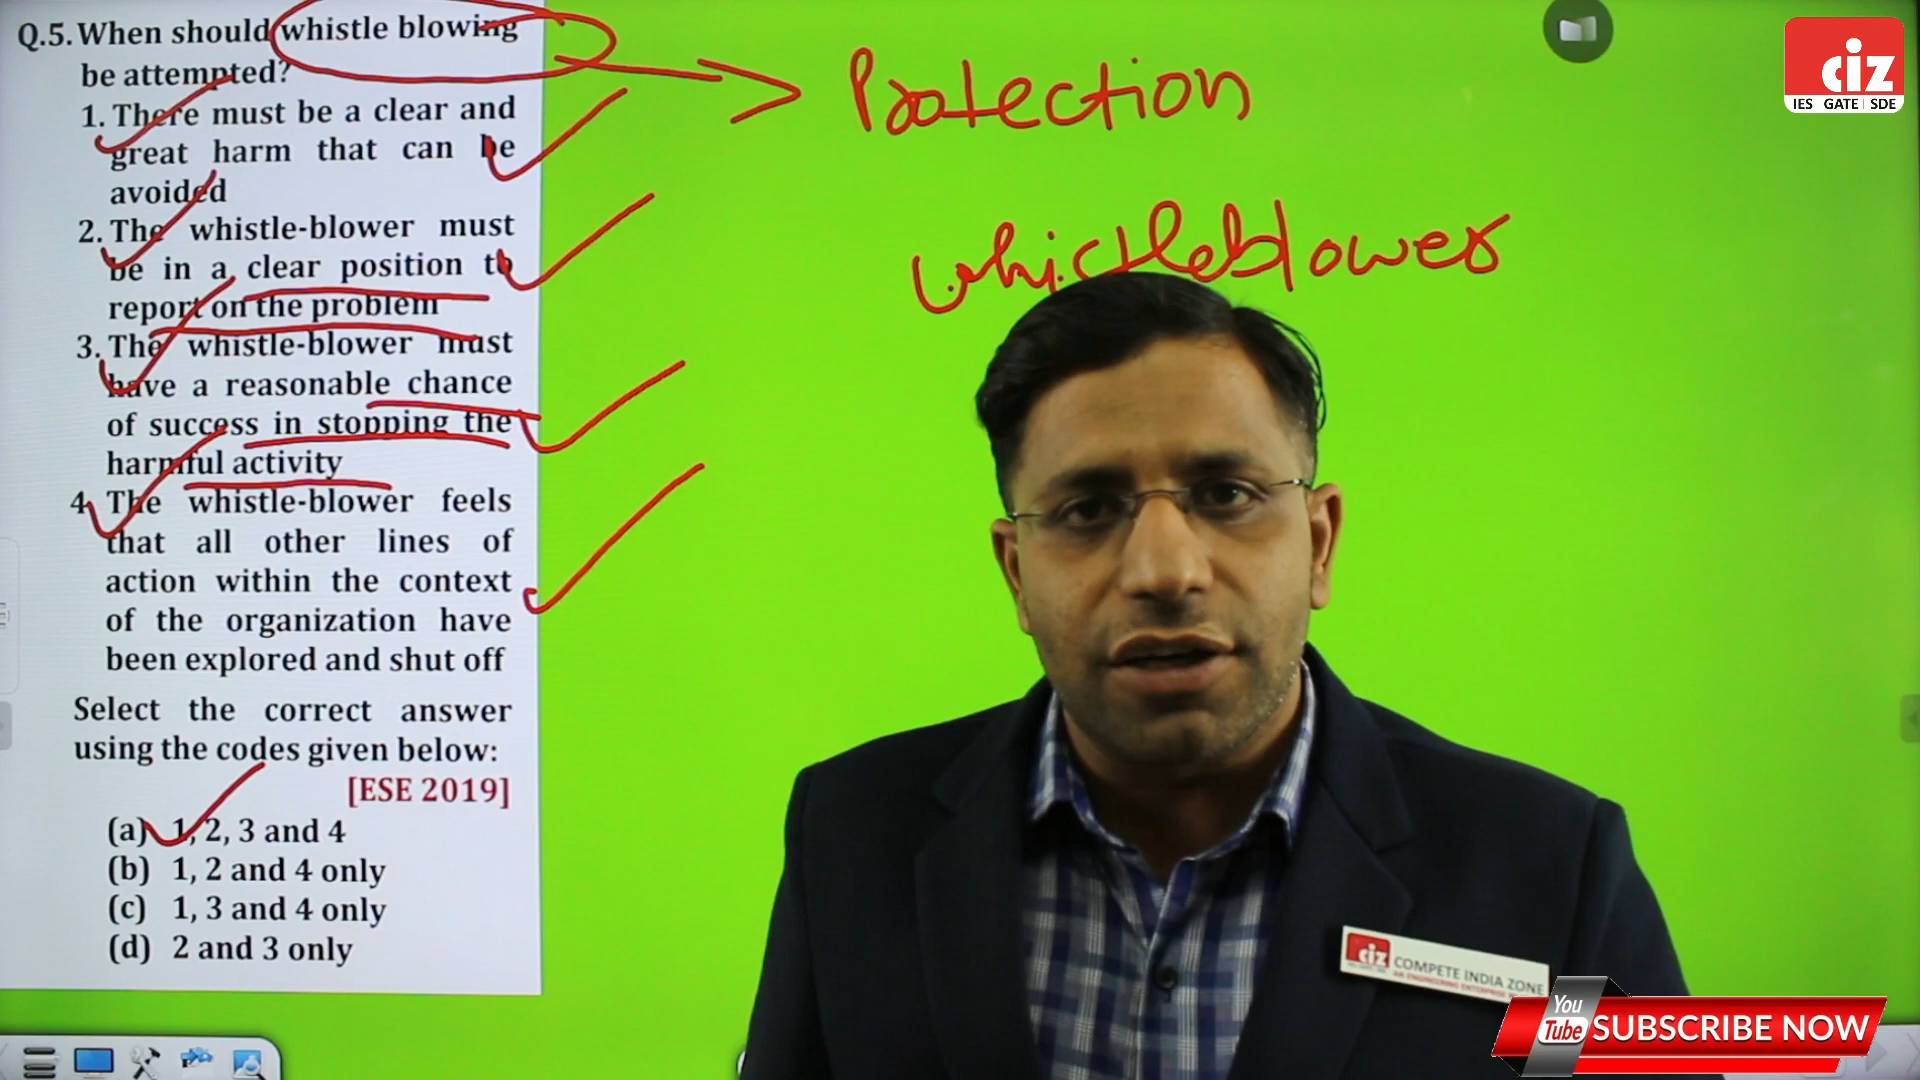 Q.5. When should whistle blowing
be attempted?
1. There must be a clear and
great harm that can be
avoided
2. The whistle-blower must
be in a clear position to
report on the problem
3. The whistle-blower must
have a reasonable chance
of success in stopping the
harmful activity
4. The whistle-blower feels
that all other lines of
action within the context
of the organization have
been explored and shut off
Select the correct answer
using the codes given below:
[ESE 2019]
(a) 1, 2, 3 and 4
(b) 1, 2 and 4 only
(c) 1, 3 and 4 only
(d) 2 and 3 only
Protection
whistleblower
ciz
IES GATE SDE
ciz
COMPETE INDIA ZONE
You
Tube
SUBSCRIBE NOW